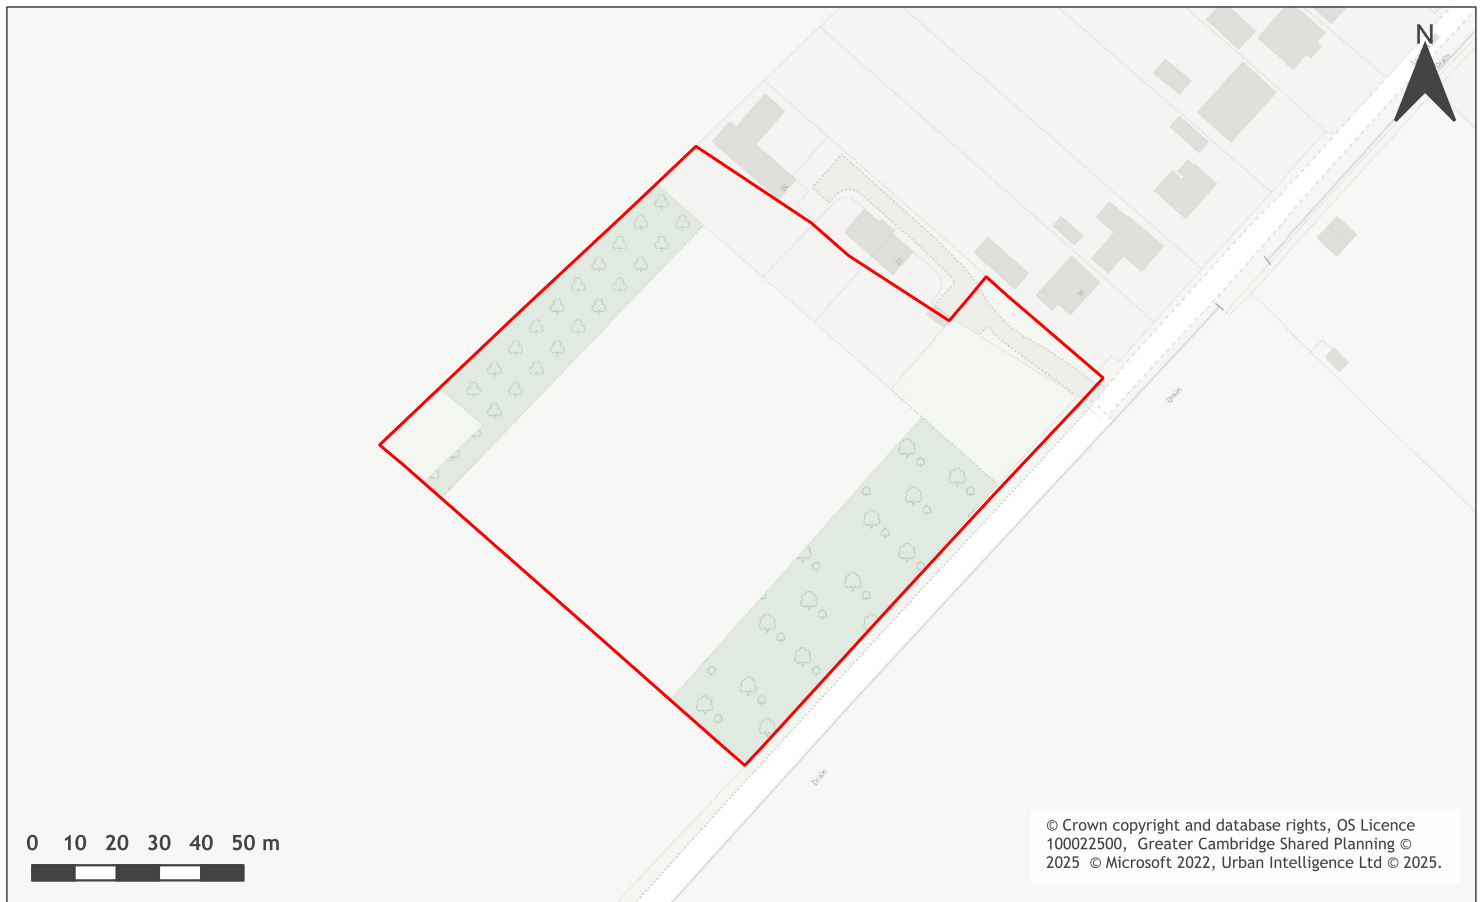 N
Drain
Drain
Drain
0 10 20 30 40 50 m
© Crown copyright and database rights, OS Licence
100022500, Greater Cambridge Shared Planning ©
2025 © Microsoft 2022, Urban Intelligence Ltd © 2025.